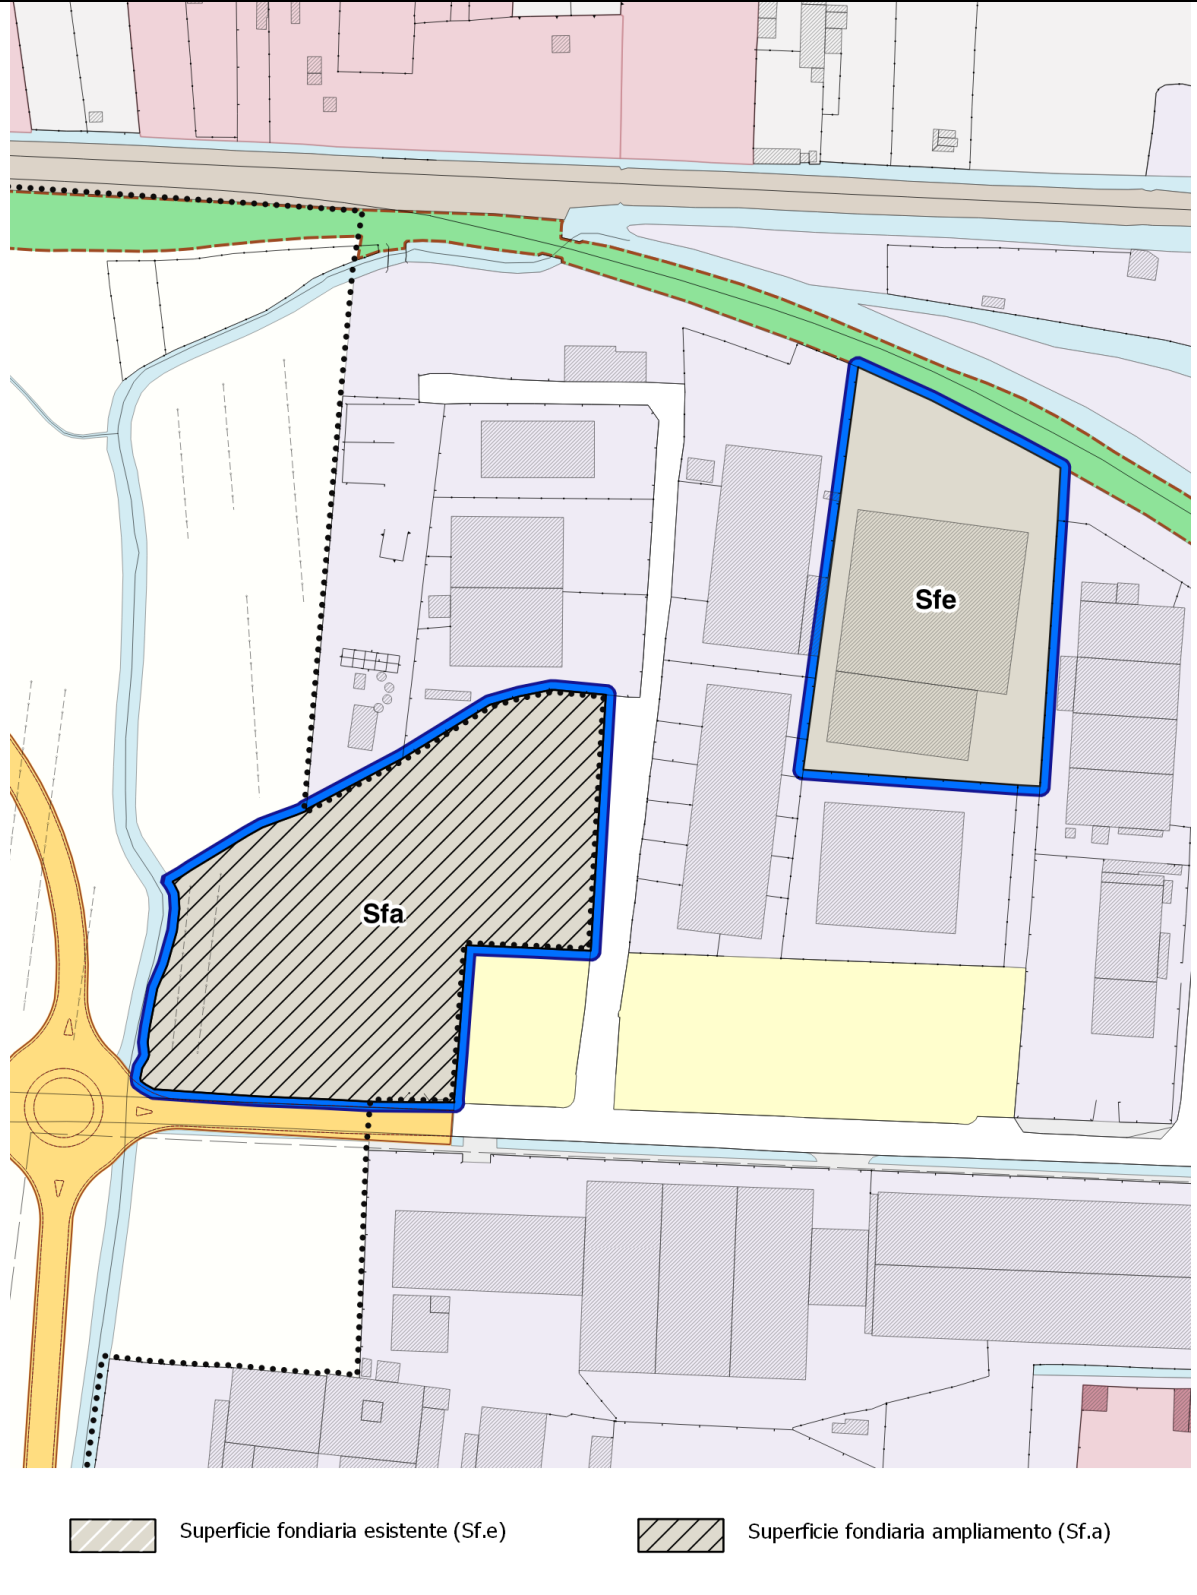 Sfe
Sfa
Superficie fondiaria esistente (Sf.e)
Superficie fondiaria ampliamento (Sf.a)